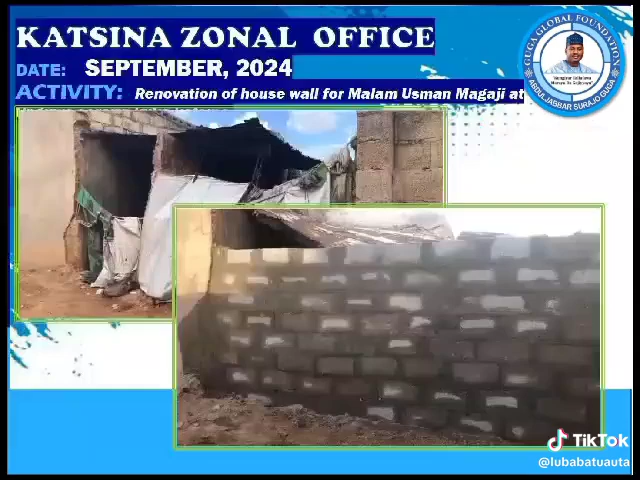 KATSINA ZONAL OFFICE
DATE: SEPTEMBER, 2024
ACTIVITY: Renovation of house wall for Malam Usman Magaji at
GUGA GLOBAL FOUNDATION
ABDULJABBAR SURAJO GUGA
TikTok
@lubabatuauta